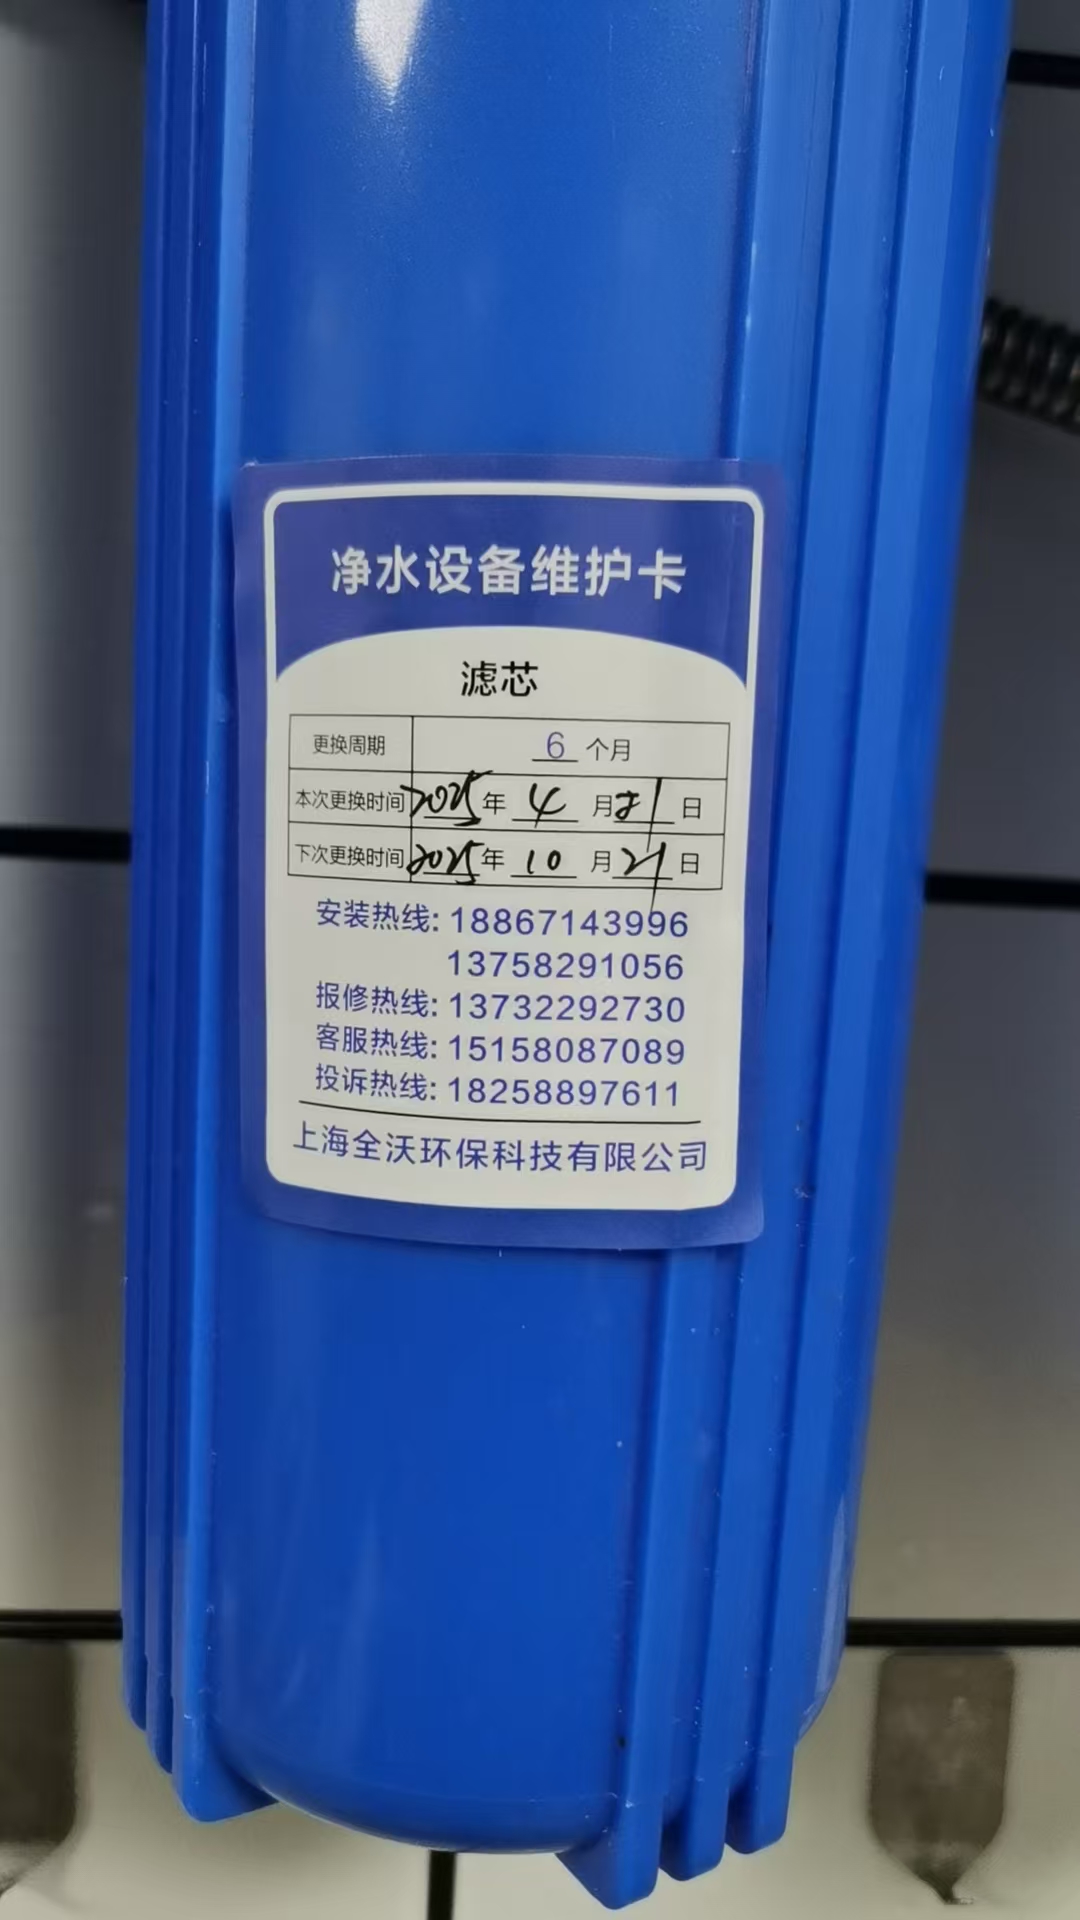 净水设备维护卡
滤芯
更换周期 6 个月
本次更换时间 2025 年 4 月 21 日
下次更换时间 2025 年 10 月 21 日
安装热线: 18867143996
13758291056
报修热线: 13732292730
客服热线: 15158087089
投诉热线: 18258897611
上海全沃环保科技有限公司